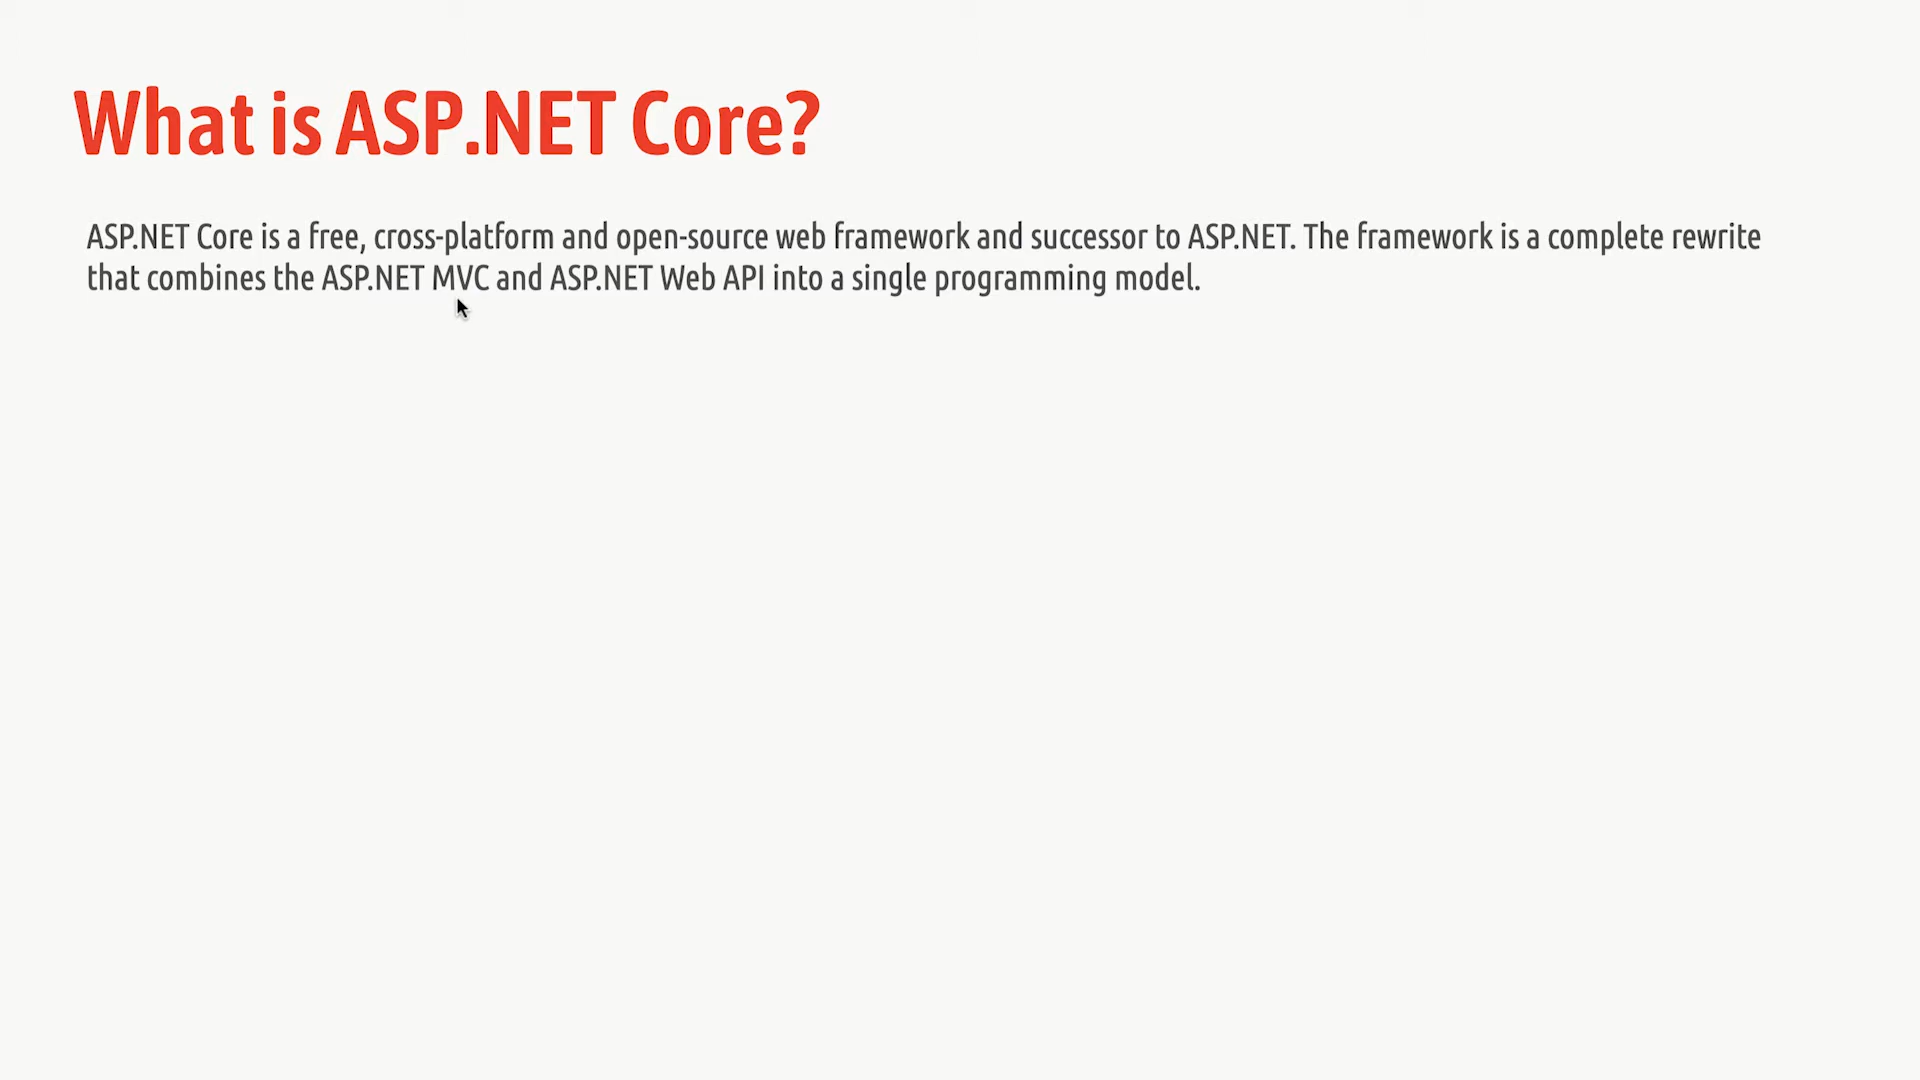 What is ASP.NET Core?
ASP.NET Core is a free, cross-platform and open-source web framework and successor to ASP.NET. The framework is a complete rewrite
that combines the ASP.NET MVC and ASP.NET Web API into a single programming model.